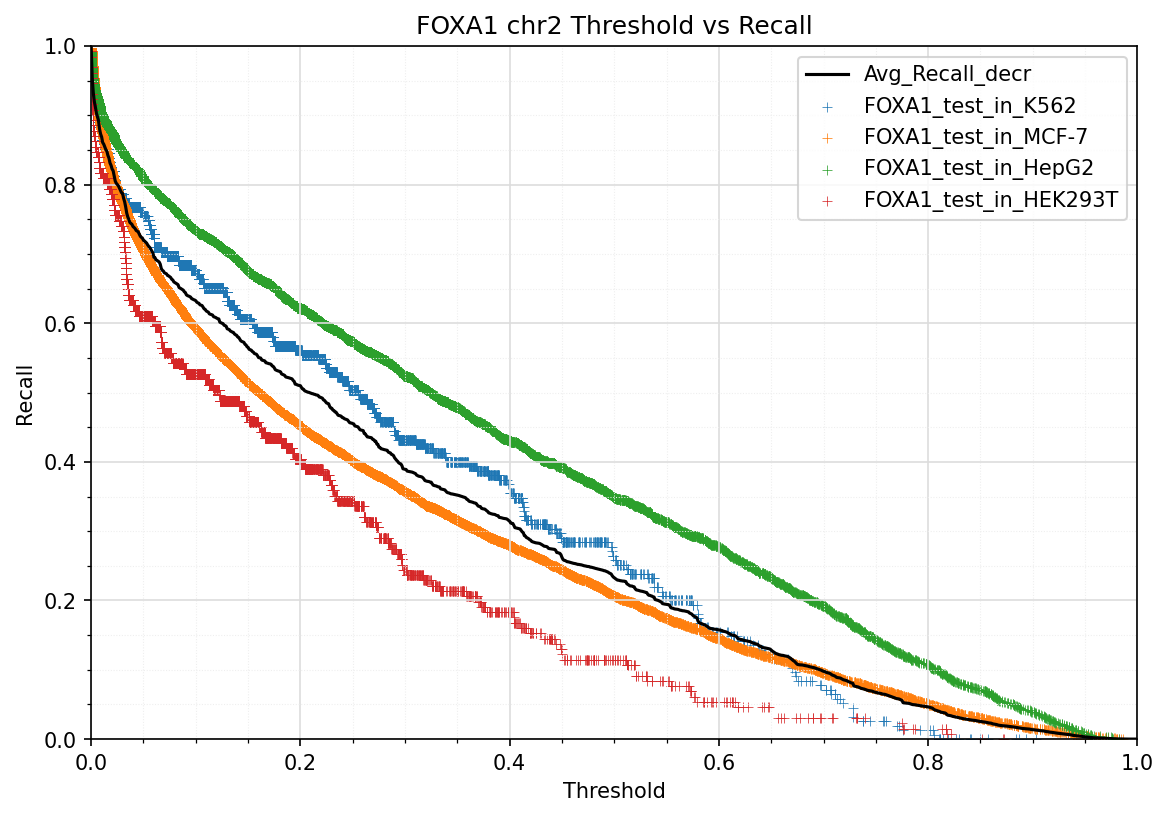 FOXA1 chr2 Threshold vs Recall
1.0
0.8
0.6
0.4
0.2
0.0
Recall
Avg_Recall_decr
FOXA1_test_in_K562
FOXA1_test_in_MCF-7
FOXA1_test_in_HepG2
FOXA1_test_in_HEK293T
0.0 0.2 0.4 0.6 0.8 1.0
Threshold